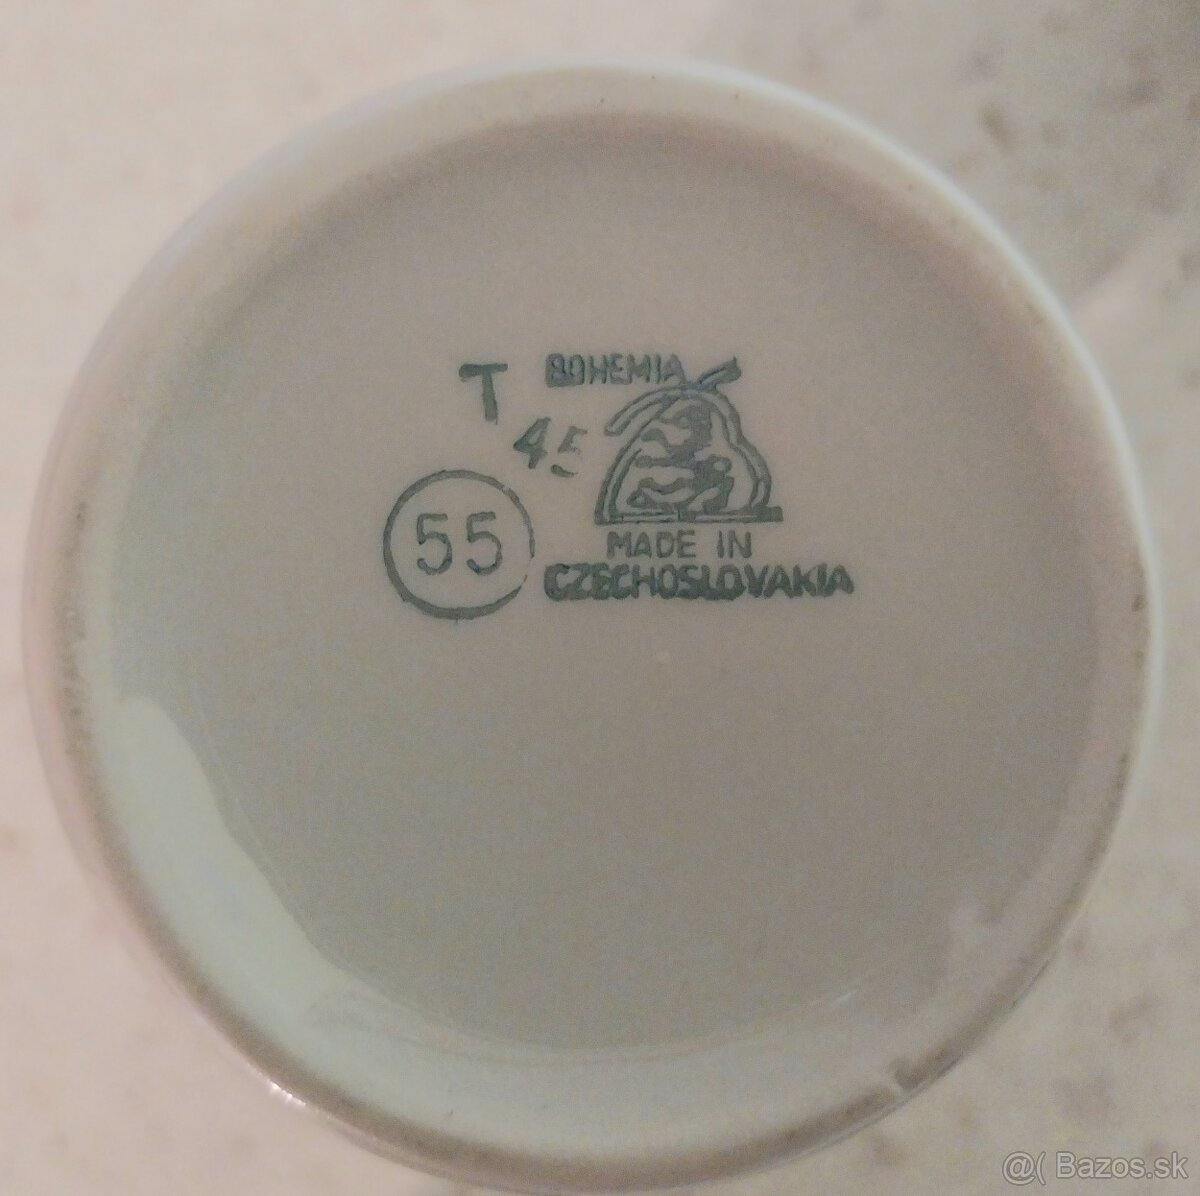 T
BOHEMIA
45
55
MADE IN
CZECHOSLOVAKIA
@( Bazos.sk